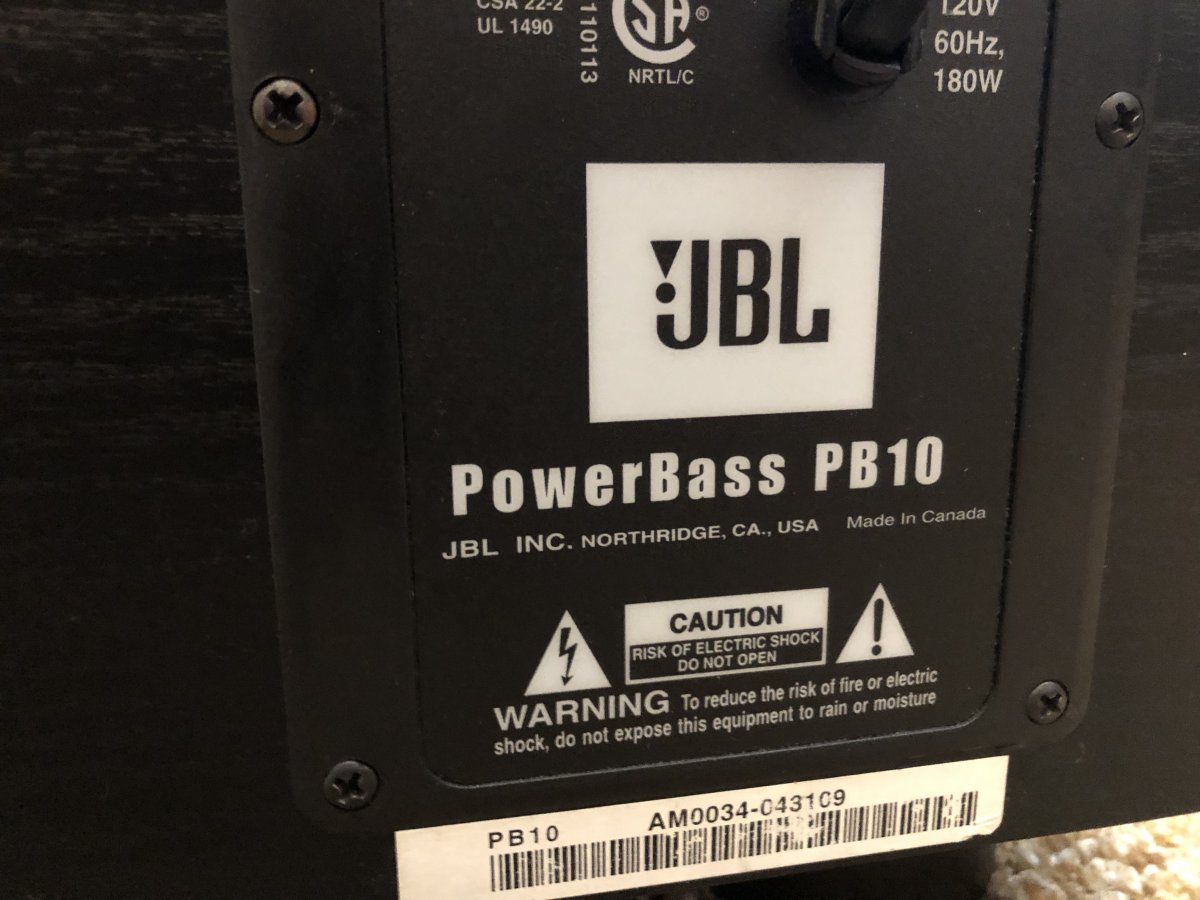 CSA 22-2
UL 1490
110113
SA®
NRTL/C
120V
60Hz,
180W
JBL
PowerBass PB10
JBL INC. NORTHRIDGE, CA., USA Made In Canada
CAUTION
RISK OF ELECTRIC SHOCK
DO NOT OPEN
WARNING To reduce the risk of fire or electric
shock, do not expose this equipment to rain or moisture
PB10 AM0034-043109